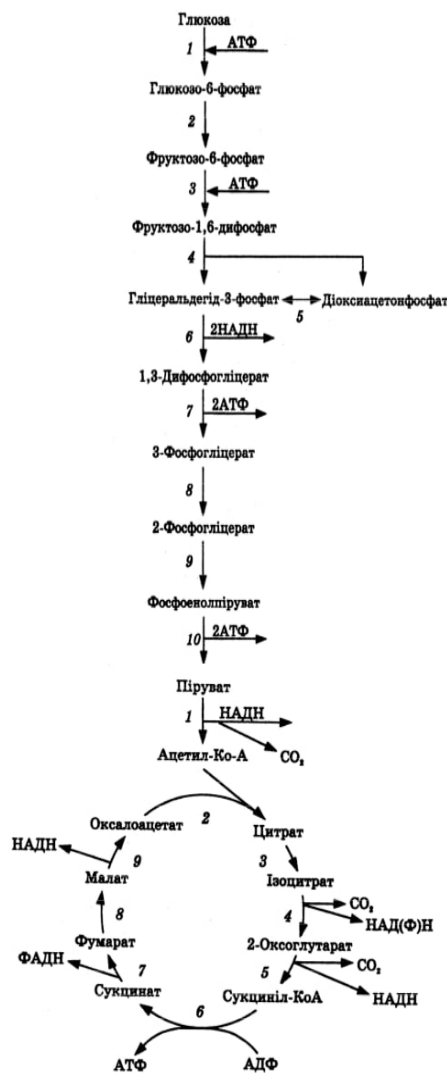 Глюкоза
1 АТФ
Глюкозо-6-фосфат
2
Фруктозо-6-фосфат
3 АТФ
Фруктозо-1,6-дифосфат
4
Гліцеральдегід-3-фосфат Діоксиацетонфосфат
5
6 2НАДН
1,3-Дифосфогліцерат
7 2АТФ
3-Фосфогліцерат
8
2-Фосфогліцерат
9
Фосфоенолпіруват
10 2АТФ
Піруват
1 НАДН
Ацетил-Ко-А CO₂
Оксалоацетат 2 Цитрат
НАДН 9 3
Малат Ізоцитрат
8 4 CO₂
НАД(Ф)Н
Фумарат 2-Оксоглутарат
ФАДН 7 5 CO₂
Сукцинат Сукциніл-КоА НАДН
6
АТФ АДФ